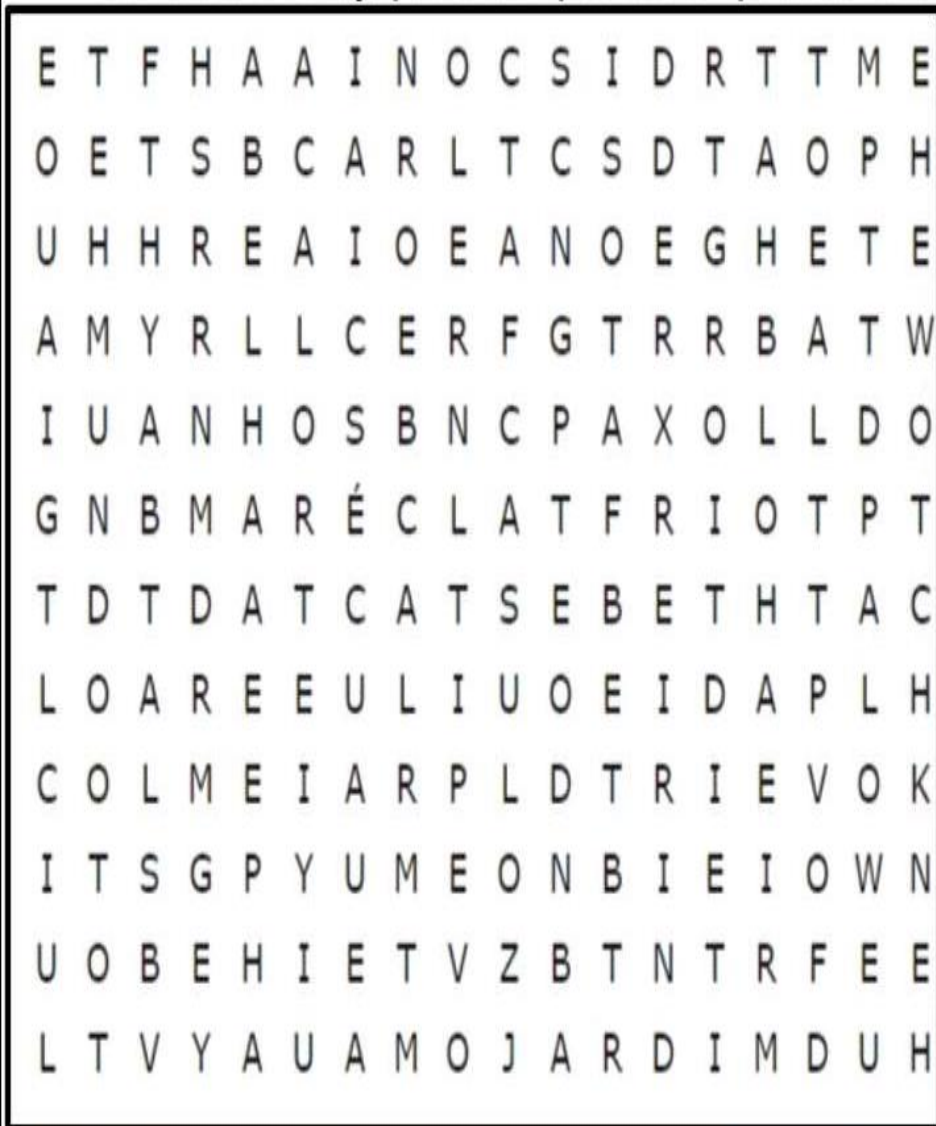 E T F H A A I N O C S I D R T T M E
O E T S B C A R L T C S D T A O P H
U H H R E A I O E A N O E G H E T E
A M Y R L L C E R F G T R R B A T W
I U A N H O S B N C P A X O L L D O
G N B M A R É C L A T F R I O T P T
T D T D A T C A T S E B E T H T A C
L O A R E E U L I U O E I D A P L H
C O L M E I A R P L D T R I E V O K
I T S G P Y U M E O N B I E I O W N
U O B E H I E T V Z B T N T R F E E
L T V Y A U A M O J A R D I M D U H